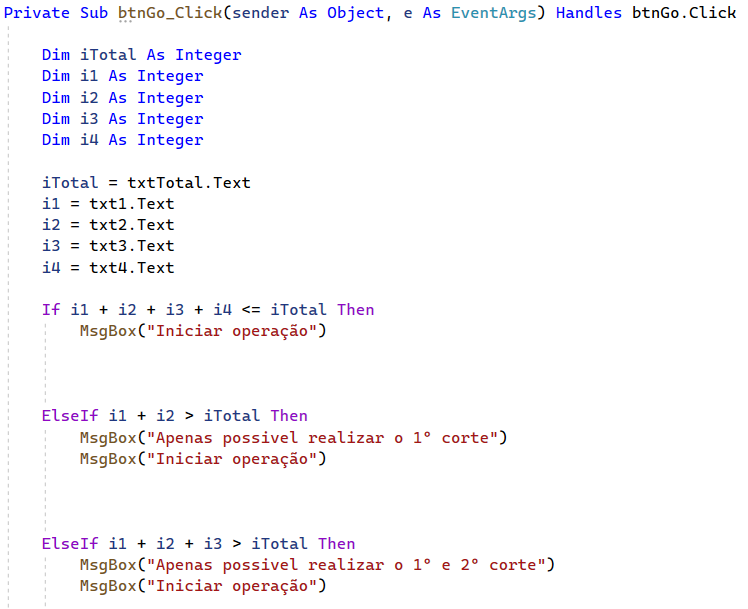 Private Sub btnGo_Click(sender As Object, e As EventArgs) Handles btnGo.Click
Dim iTotal As Integer
Dim i1 As Integer
Dim i2 As Integer
Dim i3 As Integer
Dim i4 As Integer
iTotal = txtTotal.Text
i1 = txt1.Text
i2 = txt2.Text
i3 = txt3.Text
i4 = txt4.Text
If i1 + i2 + i3 + i4 <= iTotal Then
MsgBox("Iniciar operação")
ElseIf i1 + i2 > iTotal Then
MsgBox("Apenas possivel realizar o 1º corte")
MsgBox("Iniciar operação")
ElseIf i1 + i2 + i3 > iTotal Then
MsgBox("Apenas possivel realizar o 1º e 2º corte")
MsgBox("Iniciar operação")